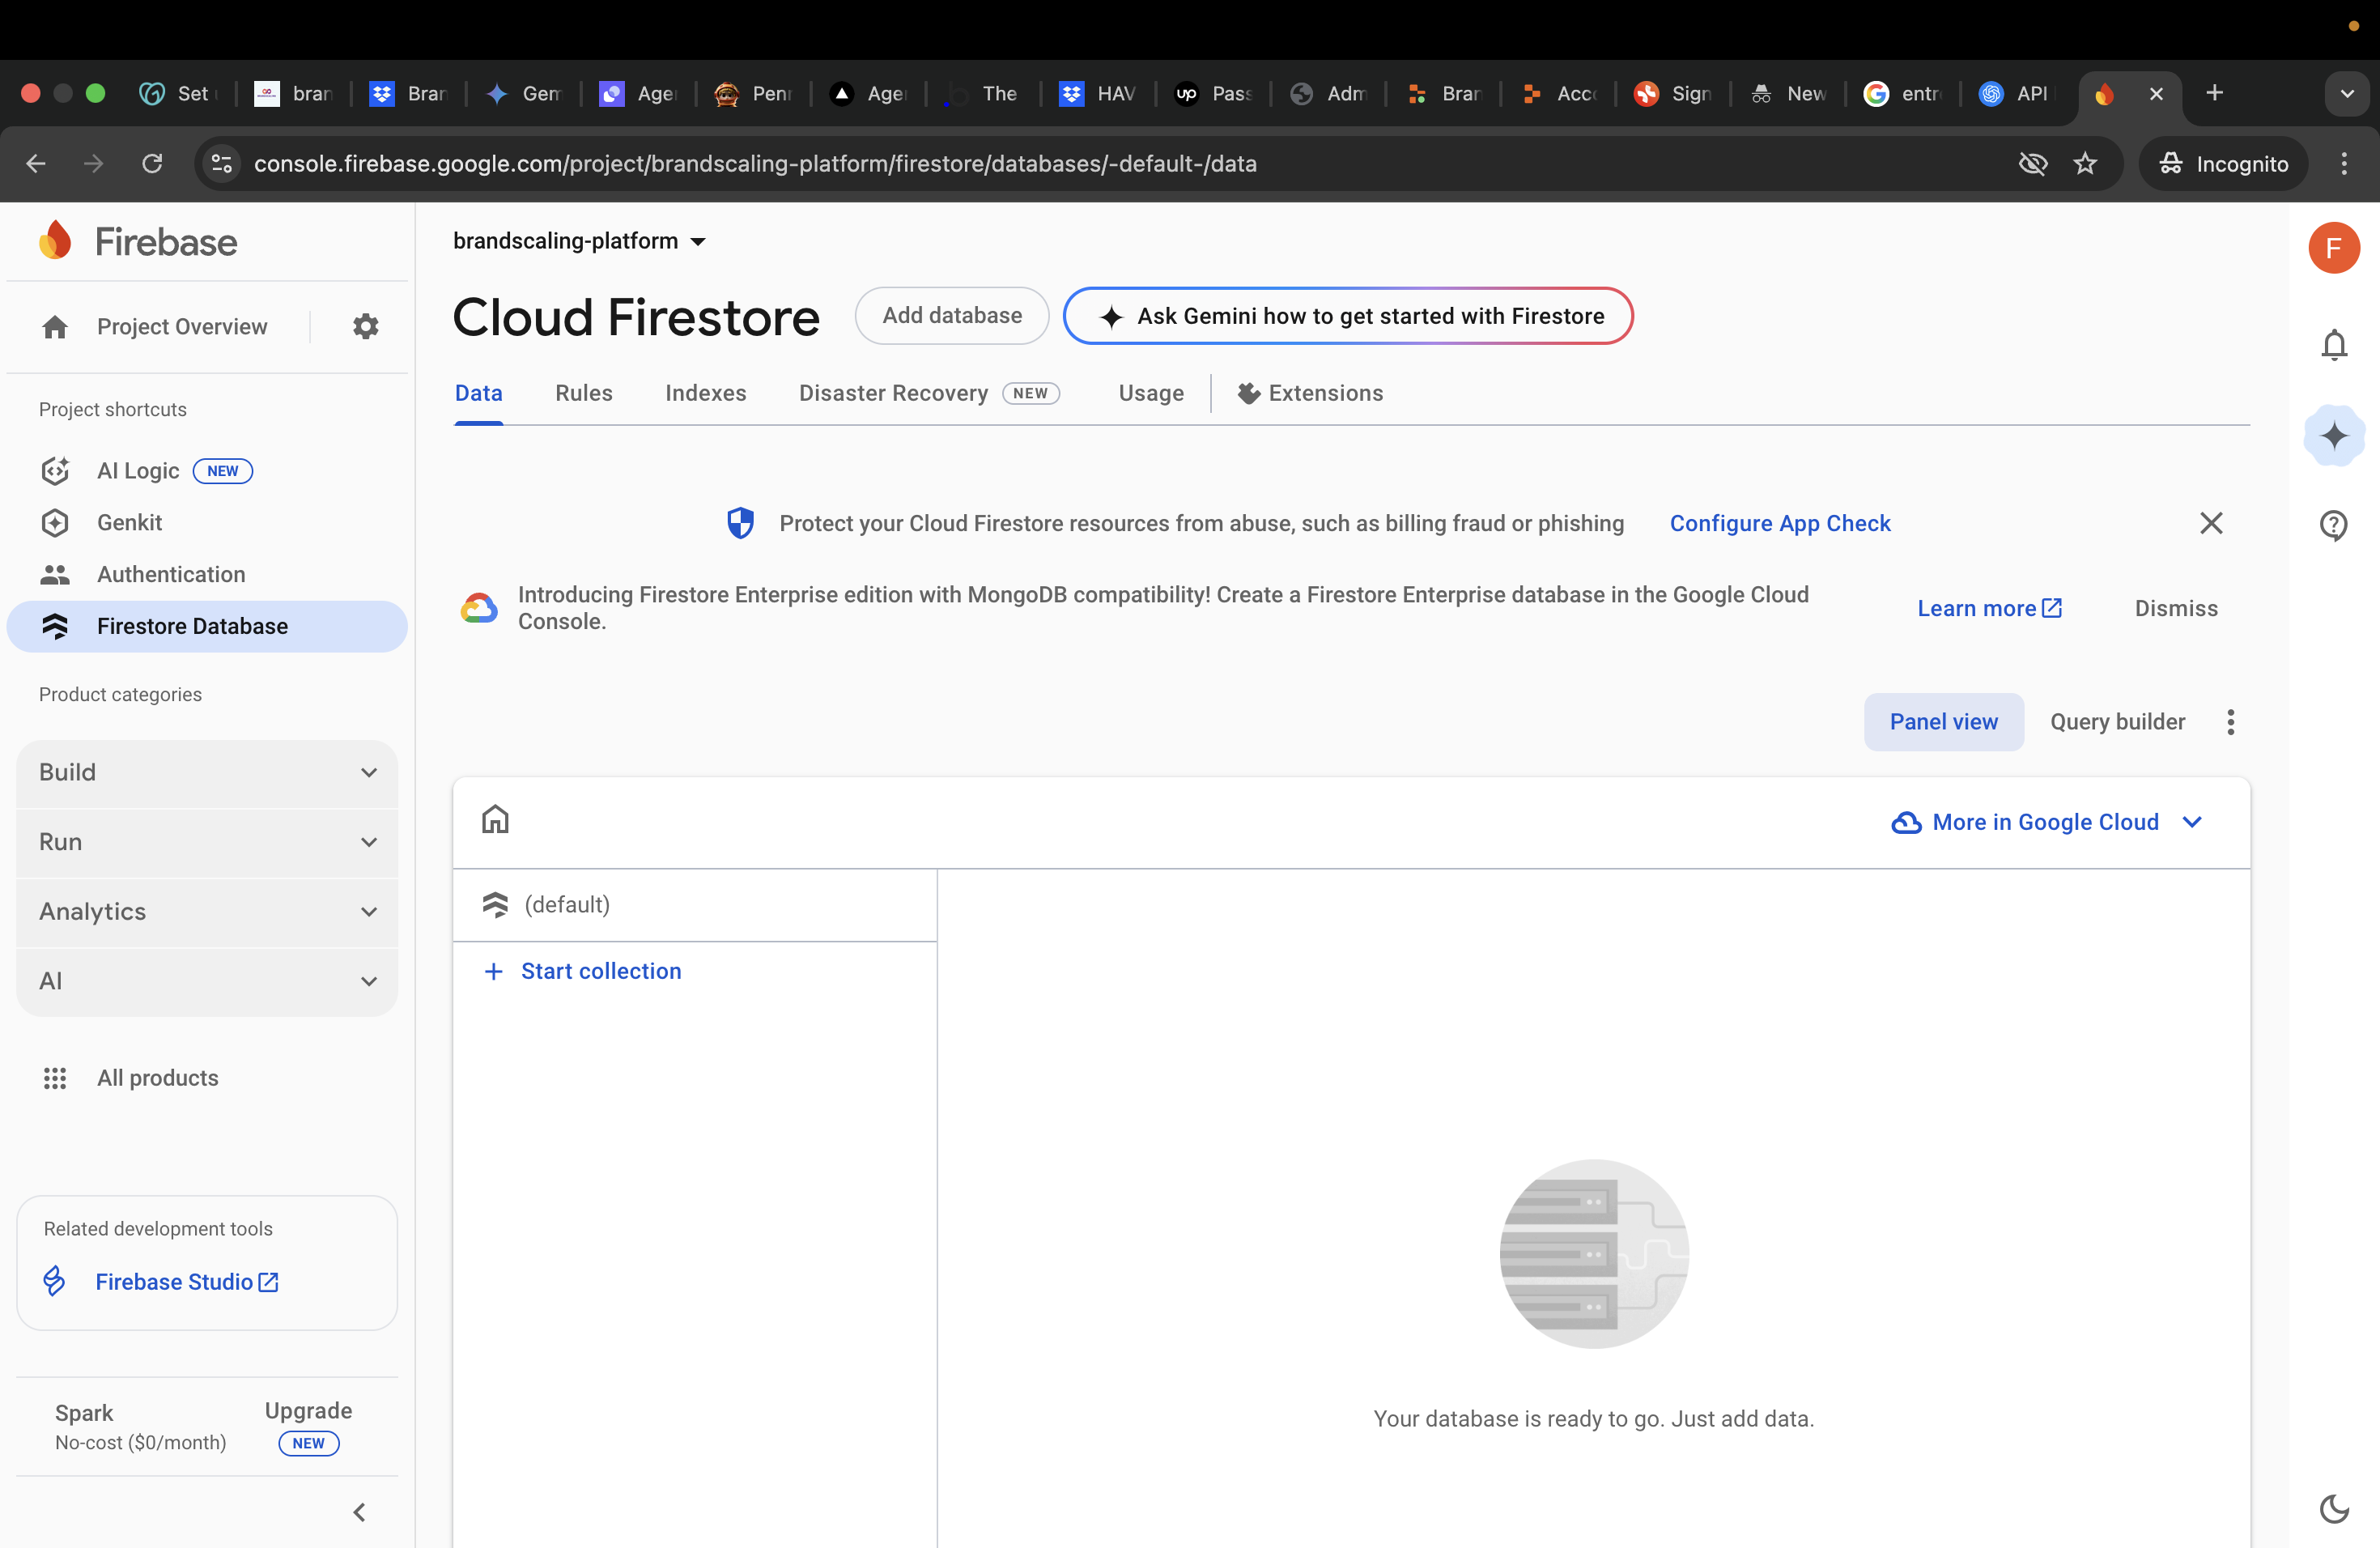 Set
bran
Bran
Gem
Age
Penn
Age
The
HAV
up Pass
Adm
Bran
Acco
Sign
New
entr
API
console.firebase.google.com/project/brandscaling-platform/firestore/databases/-default-/data
Incognito
Firebase
Project Overview
Project shortcuts
AI Logic NEW
Genkit
Authentication
Firestore Database
Product categories
Build
Run
Analytics
AI
All products
Related development tools
Firebase Studio
Spark
No-cost ($0/month)
Upgrade
NEW
brandscaling-platform
Cloud Firestore
Add database
Ask Gemini how to get started with Firestore
Data
Rules
Indexes
Disaster Recovery NEW
Usage
Extensions
Protect your Cloud Firestore resources from abuse, such as billing fraud or phishing
Configure App Check
Introducing Firestore Enterprise edition with MongoDB compatibility! Create a Firestore Enterprise database in the Google Cloud
Console.
Learn more
Dismiss
Panel view
Query builder
More in Google Cloud
(default)
+ Start collection
Your database is ready to go. Just add data.
F